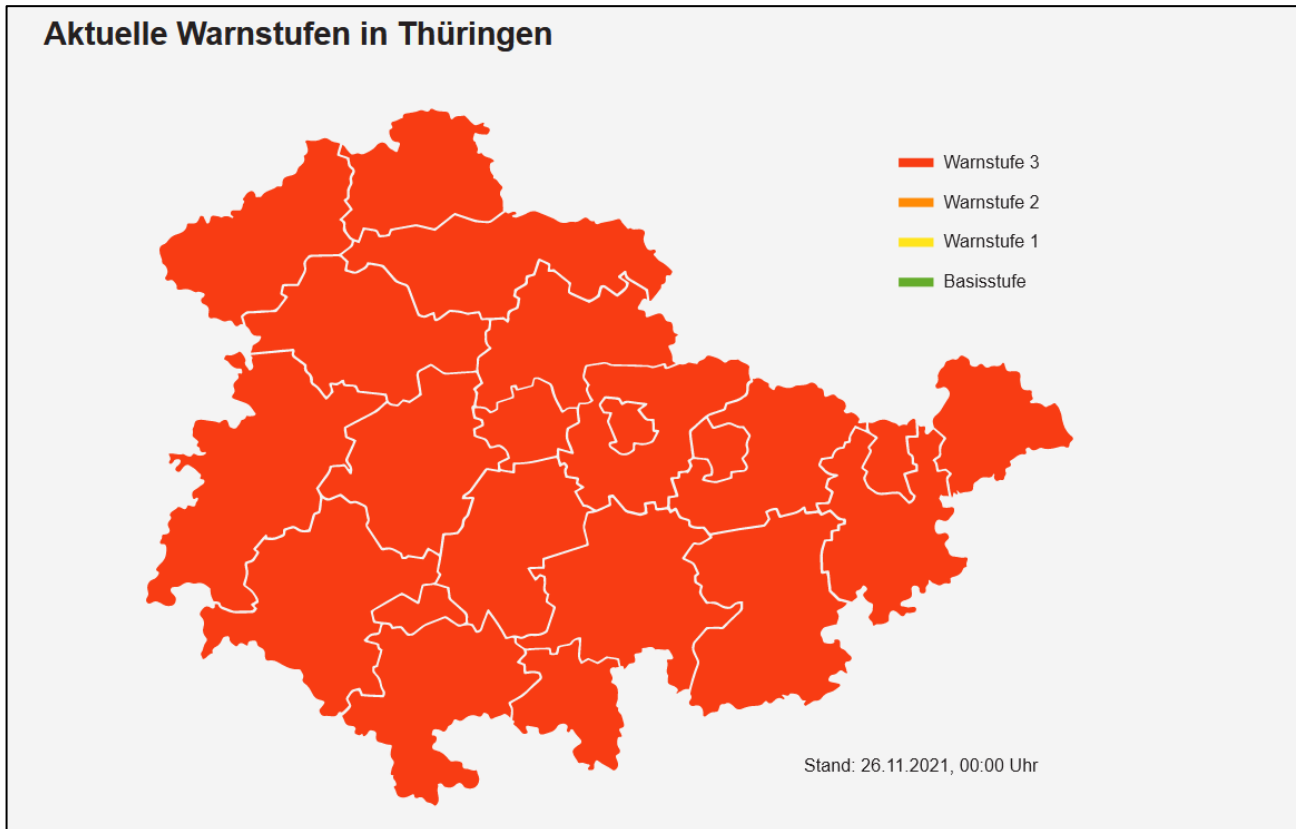 Aktuelle Warnstufen in Thüringen
Warnstufe 3
Warnstufe 2
Warnstufe 1
Basisstufe
Stand: 26.11.2021, 00:00 Uhr